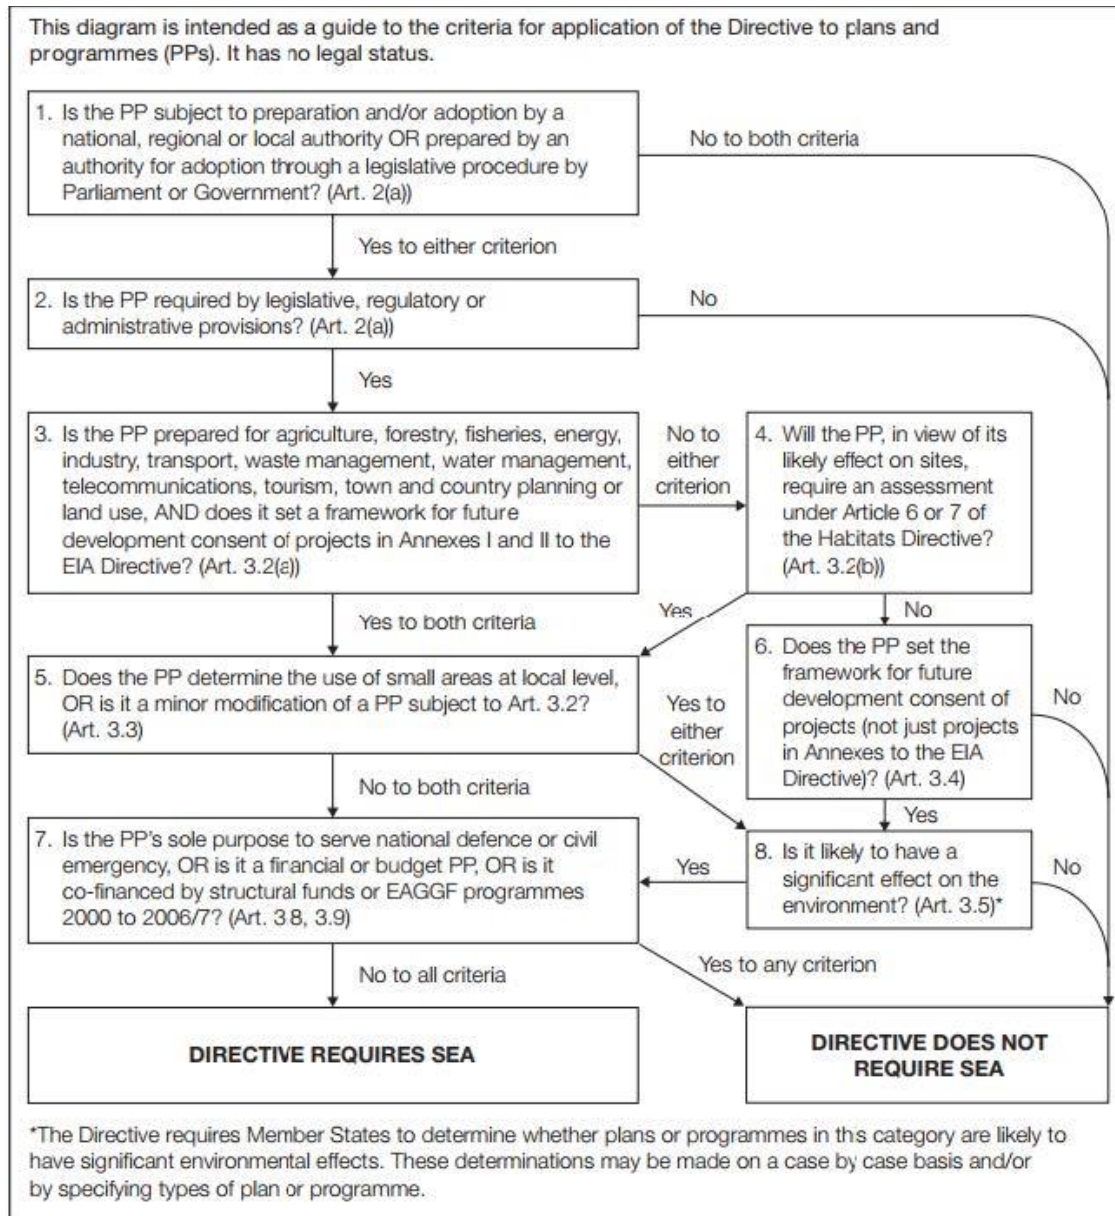 This diagram is intended as a guide to the criteria for application of the Directive to plans and
programmes (PPs). It has no legal status.
1. Is the PP subject to preparation and/or adoption by a
national, regional or local authority OR prepared by an
authority for adoption through a legislative procedure by
Parliament or Government? (Art. 2(a))
No to both criteria
Yes to either criterion
2. Is the PP required by legislative, regulatory or
administrative provisions? (Art. 2(a))
No
Yes
3. Is the PP prepared for agriculture, forestry, fisheries, energy,
industry, transport, waste management, water management,
telecommunications, tourism, town and country planning or
land use, AND does it set a framework for future
development consent of projects in Annexes I and II to the
EIA Directive? (Art. 3.2(a))
No to
either
criterion
4. Will the PP, in view of its
likely effect on sites,
require an assessment
under Article 6 or 7 of
the Habitats Directive?
(Art. 3.2(b))
Yes to both criteria
Yes
No
5. Does the PP determine the use of small areas at local level,
OR is it a minor modification of a PP subject to Art. 3.2?
(Art. 3.3)
Yes to
either
criterion
6. Does the PP set the
framework for future
development consent of
projects (not just projects
in Annexes to the EIA
Directive)? (Art. 3.4)
No
No to both criteria
Yes
7. Is the PP's sole purpose to serve national defence or civil
emergency, OR is it a financial or budget PP, OR is it
co-financed by structural funds or EAGGF programmes
2000 to 2006/7? (Art. 3 8, 3.9)
Yes
8. Is it likely to have a
significant effect on the
environment? (Art. 3.5)*
No
No to all criteria
Yes to any criterion
DIRECTIVE REQUIRES SEA
DIRECTIVE DOES NOT
REQUIRE SEA
*The Directive requires Member States to determine whether plans or programmes in this category are likely to
have significant environmental effects. These determinations may be made on a case by case basis and/or
by specifying types of plan or programme.